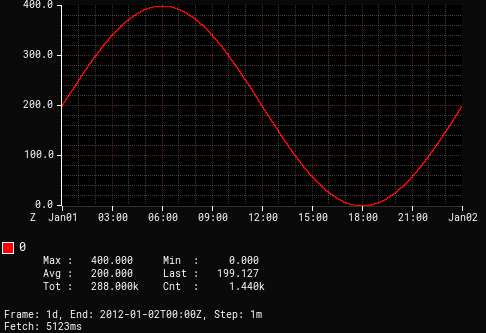 400.0
300.0
200.0
100.0
0.0
Z Jan01 03:00 06:00 09:00 12:00 15:00 18:00 21:00 Jan02
0
Max : 400.000 Min : 0.000
Avg : 200.000 Last : 199.127
Tot : 288.000k Cnt : 1.440k
Frame: 1d, End: 2012-01-02T00:00Z, Step: 1m
Fetch: 5123ms